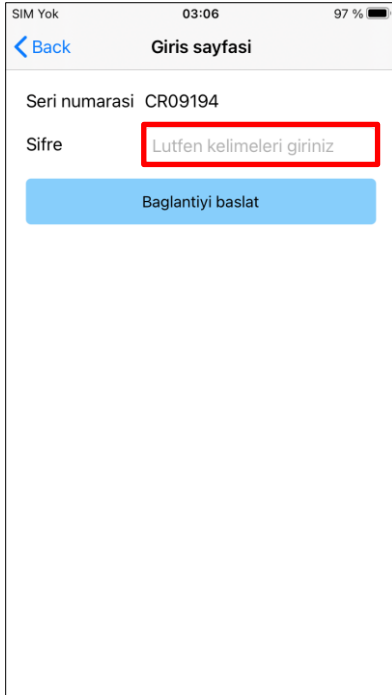 SIM Yok 03:06 97 %
Back Giris sayfasi
Seri numarasi CR09194
Sifre Lutfen kelimeleri giriniz
Baglantiyi baslat